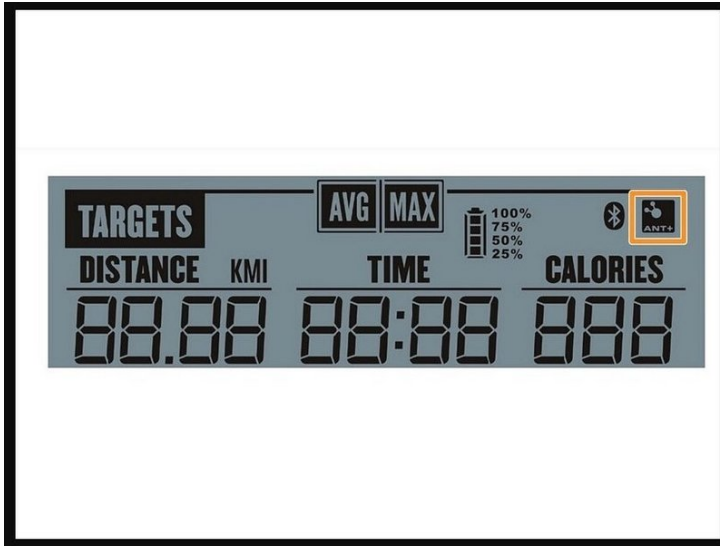 TARGETS
AVG MAX
100%
75%
50%
25%
ANT+
DISTANCE KMI TIME CALORIES
88.88 88:88 888